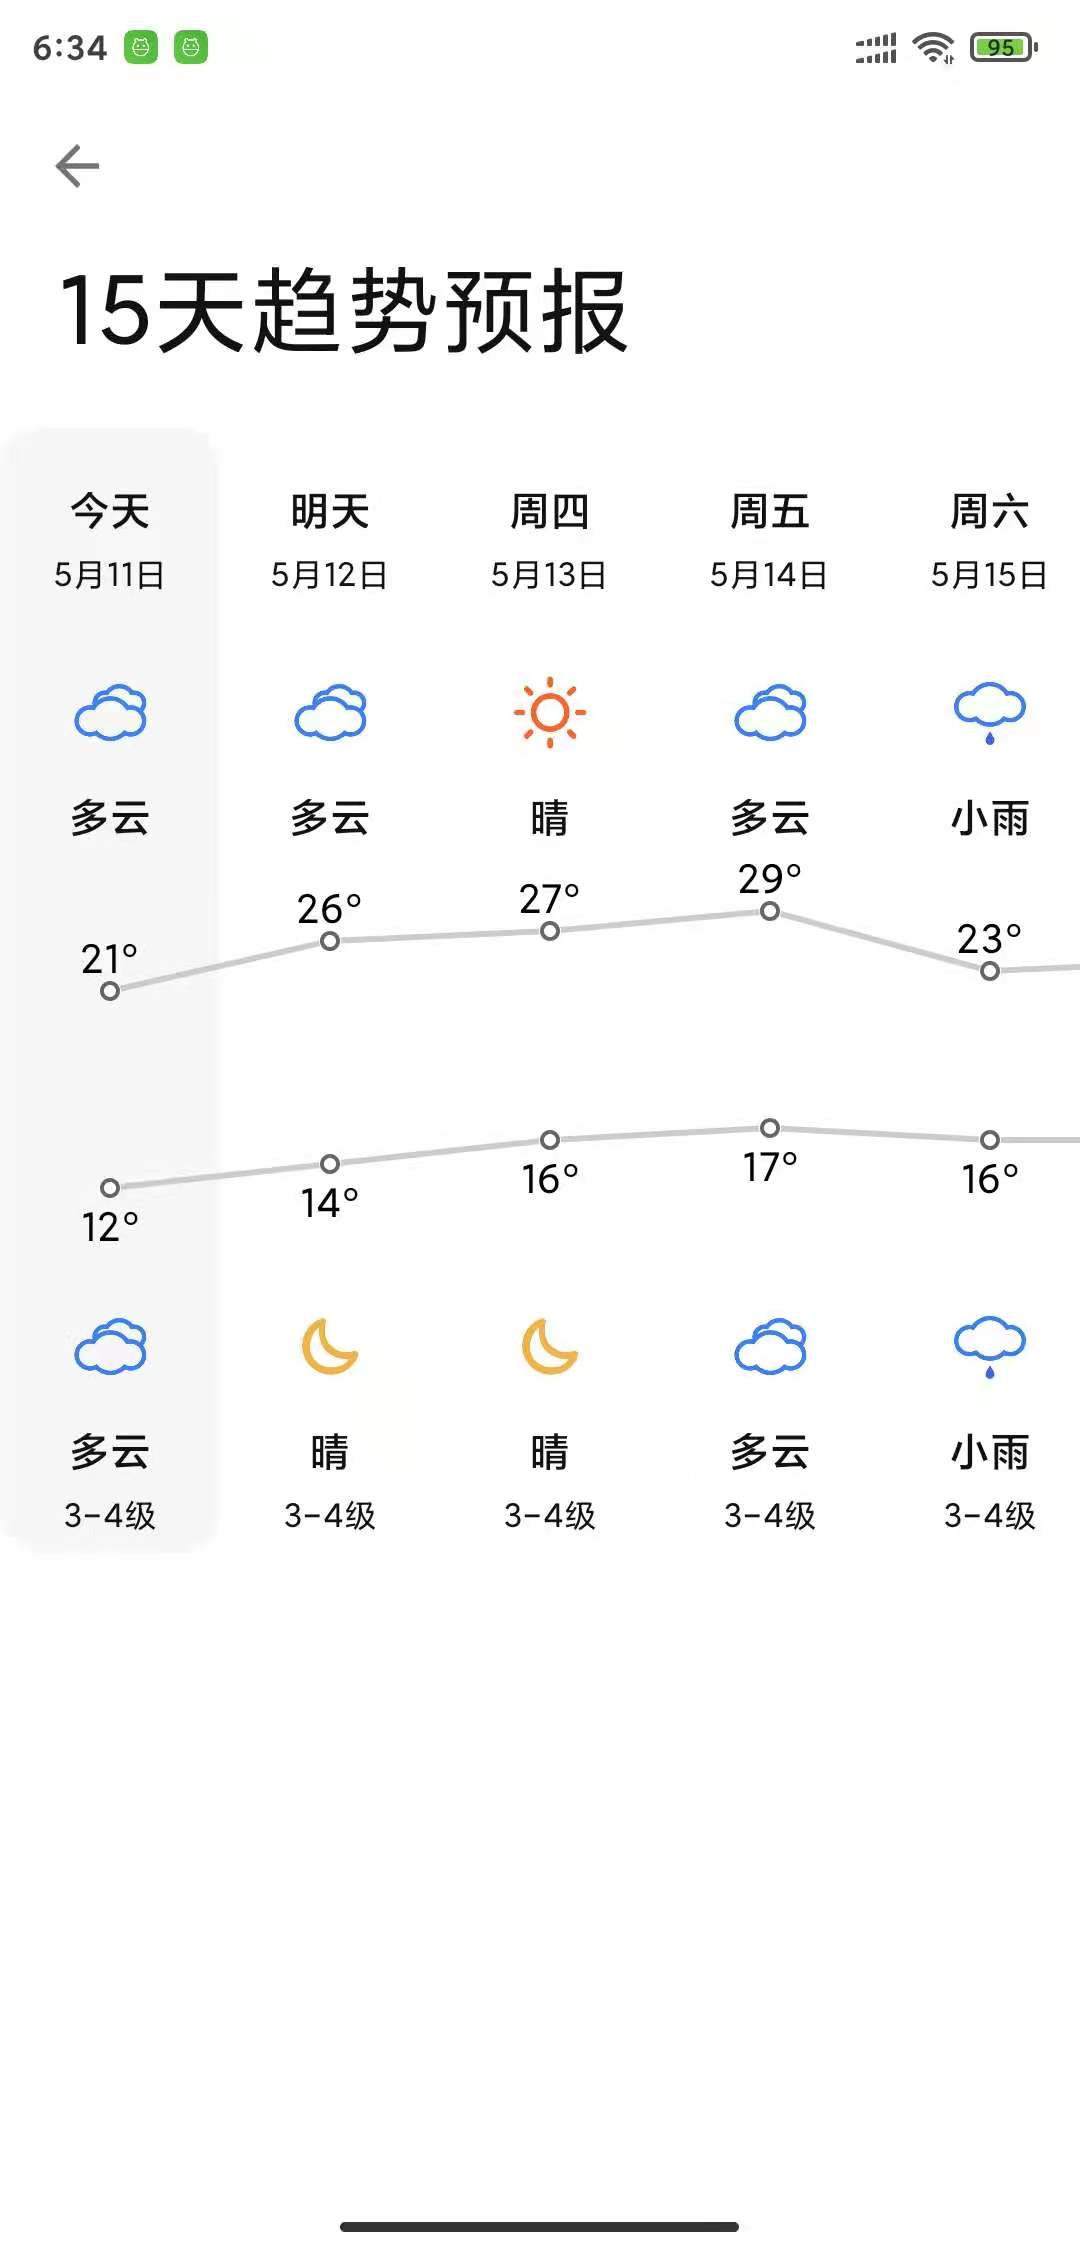 6:34
95
15天趋势预报
今天 明天 周四 周五 周六
5月11日 5月12日 5月13日 5月14日 5月15日
多云 多云 晴 多云 小雨
21° 26° 27° 29° 23°
12° 14° 16° 17° 16°
多云 晴 晴 多云 小雨
3-4级 3-4级 3-4级 3-4级 3-4级